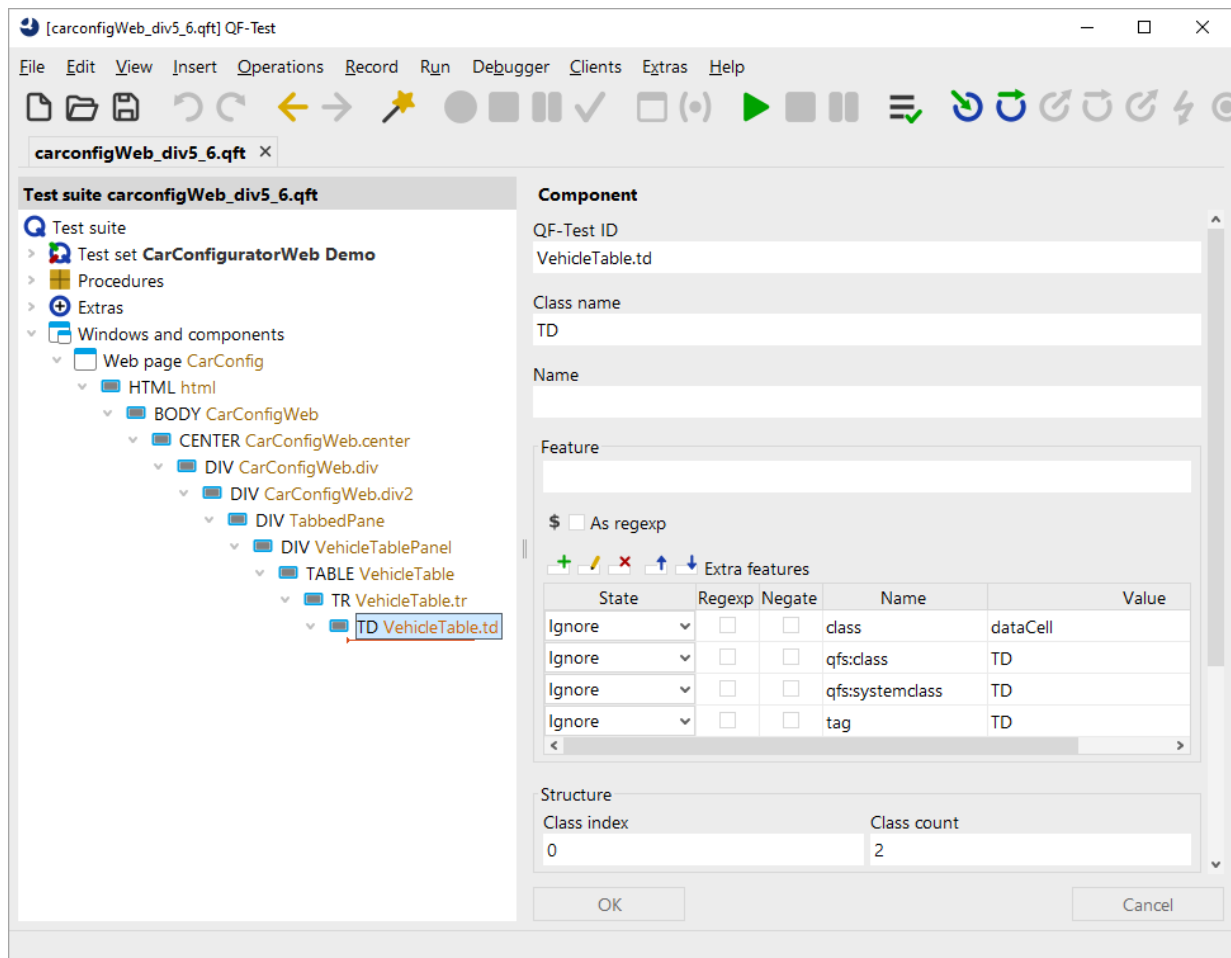 [carconfigWeb_div5_6.qft] QF-Test
File Edit View Insert Operations Record Run Debugger Clients Extras Help
carconfigWeb_div5_6.qft
Test suite carconfigWeb_div5_6.qft
Test suite
Test set CarConfiguratorWeb Demo
Procedures
Extras
Windows and components
Web page CarConfig
HTML html
BODY CarConfigWeb
CENTER CarConfigWeb.center
DIV CarConfigWeb.div
DIV CarConfigWeb.div2
DIV TabbedPane
DIV VehicleTablePanel
TABLE VehicleTable
TR VehicleTable.tr
TD VehicleTable.td
Component
QF-Test ID
VehicleTable.td
Class name
TD
Name
Feature
$ As regexp
Extra features
State Regexp Negate Name Value
Ignore class dataCell
Ignore qfs:class TD
Ignore qfs:systemclass TD
Ignore tag TD
Structure
Class index Class count
0 2
OK Cancel